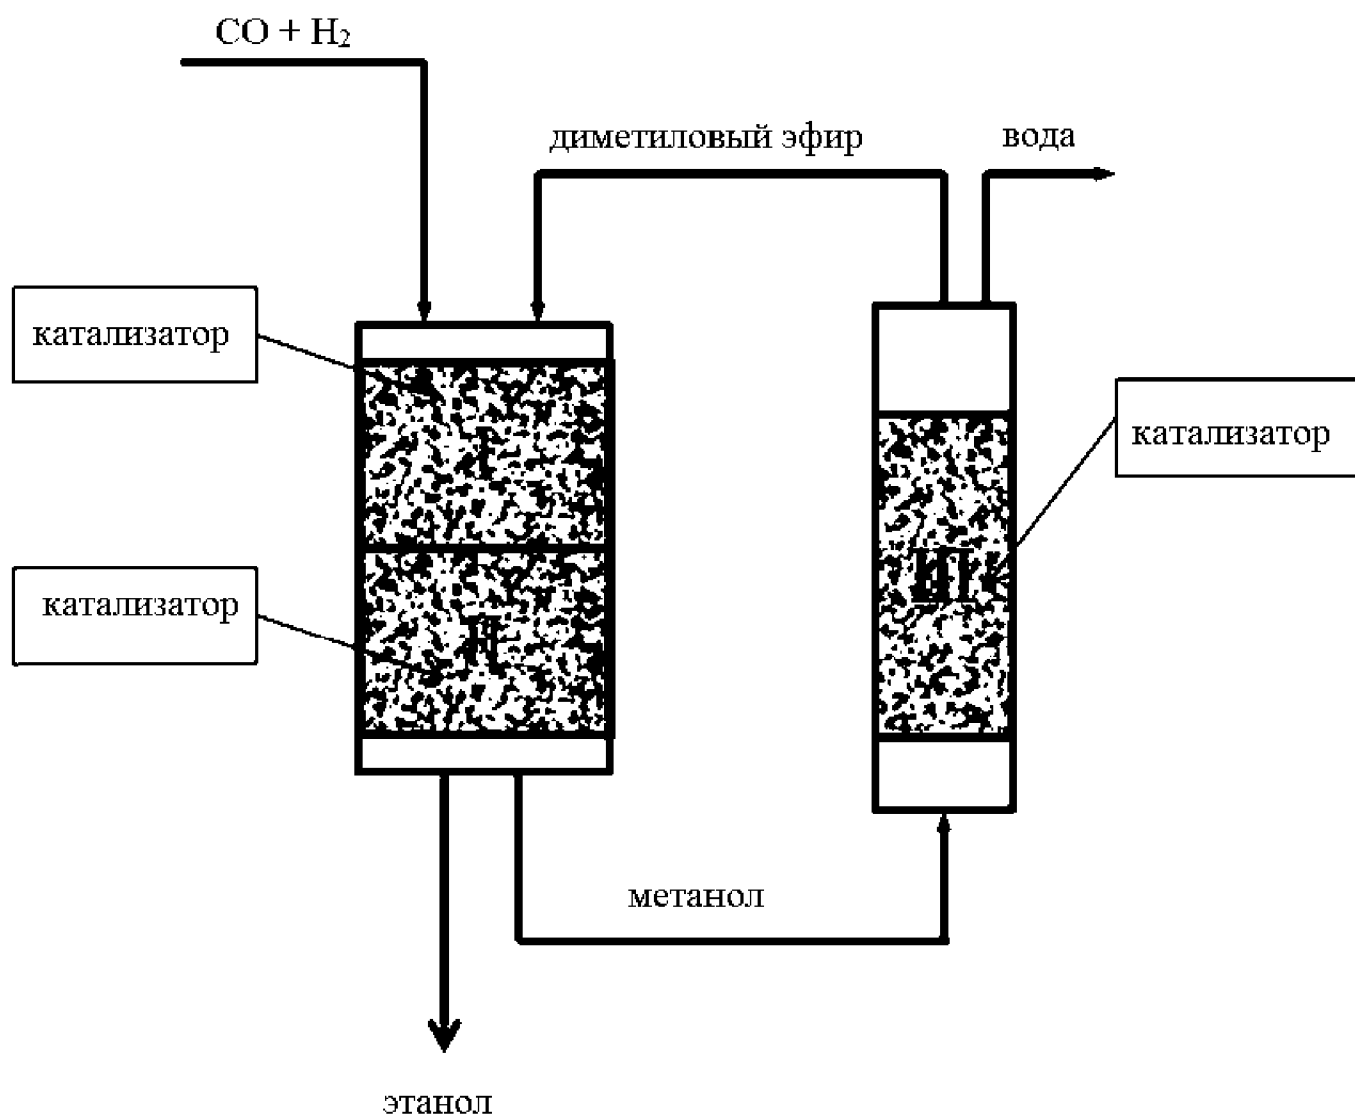 CO + H₂
диметиловый эфир
вода
катализатор
I
катализатор
катализатор
III
II
метанол
этанол